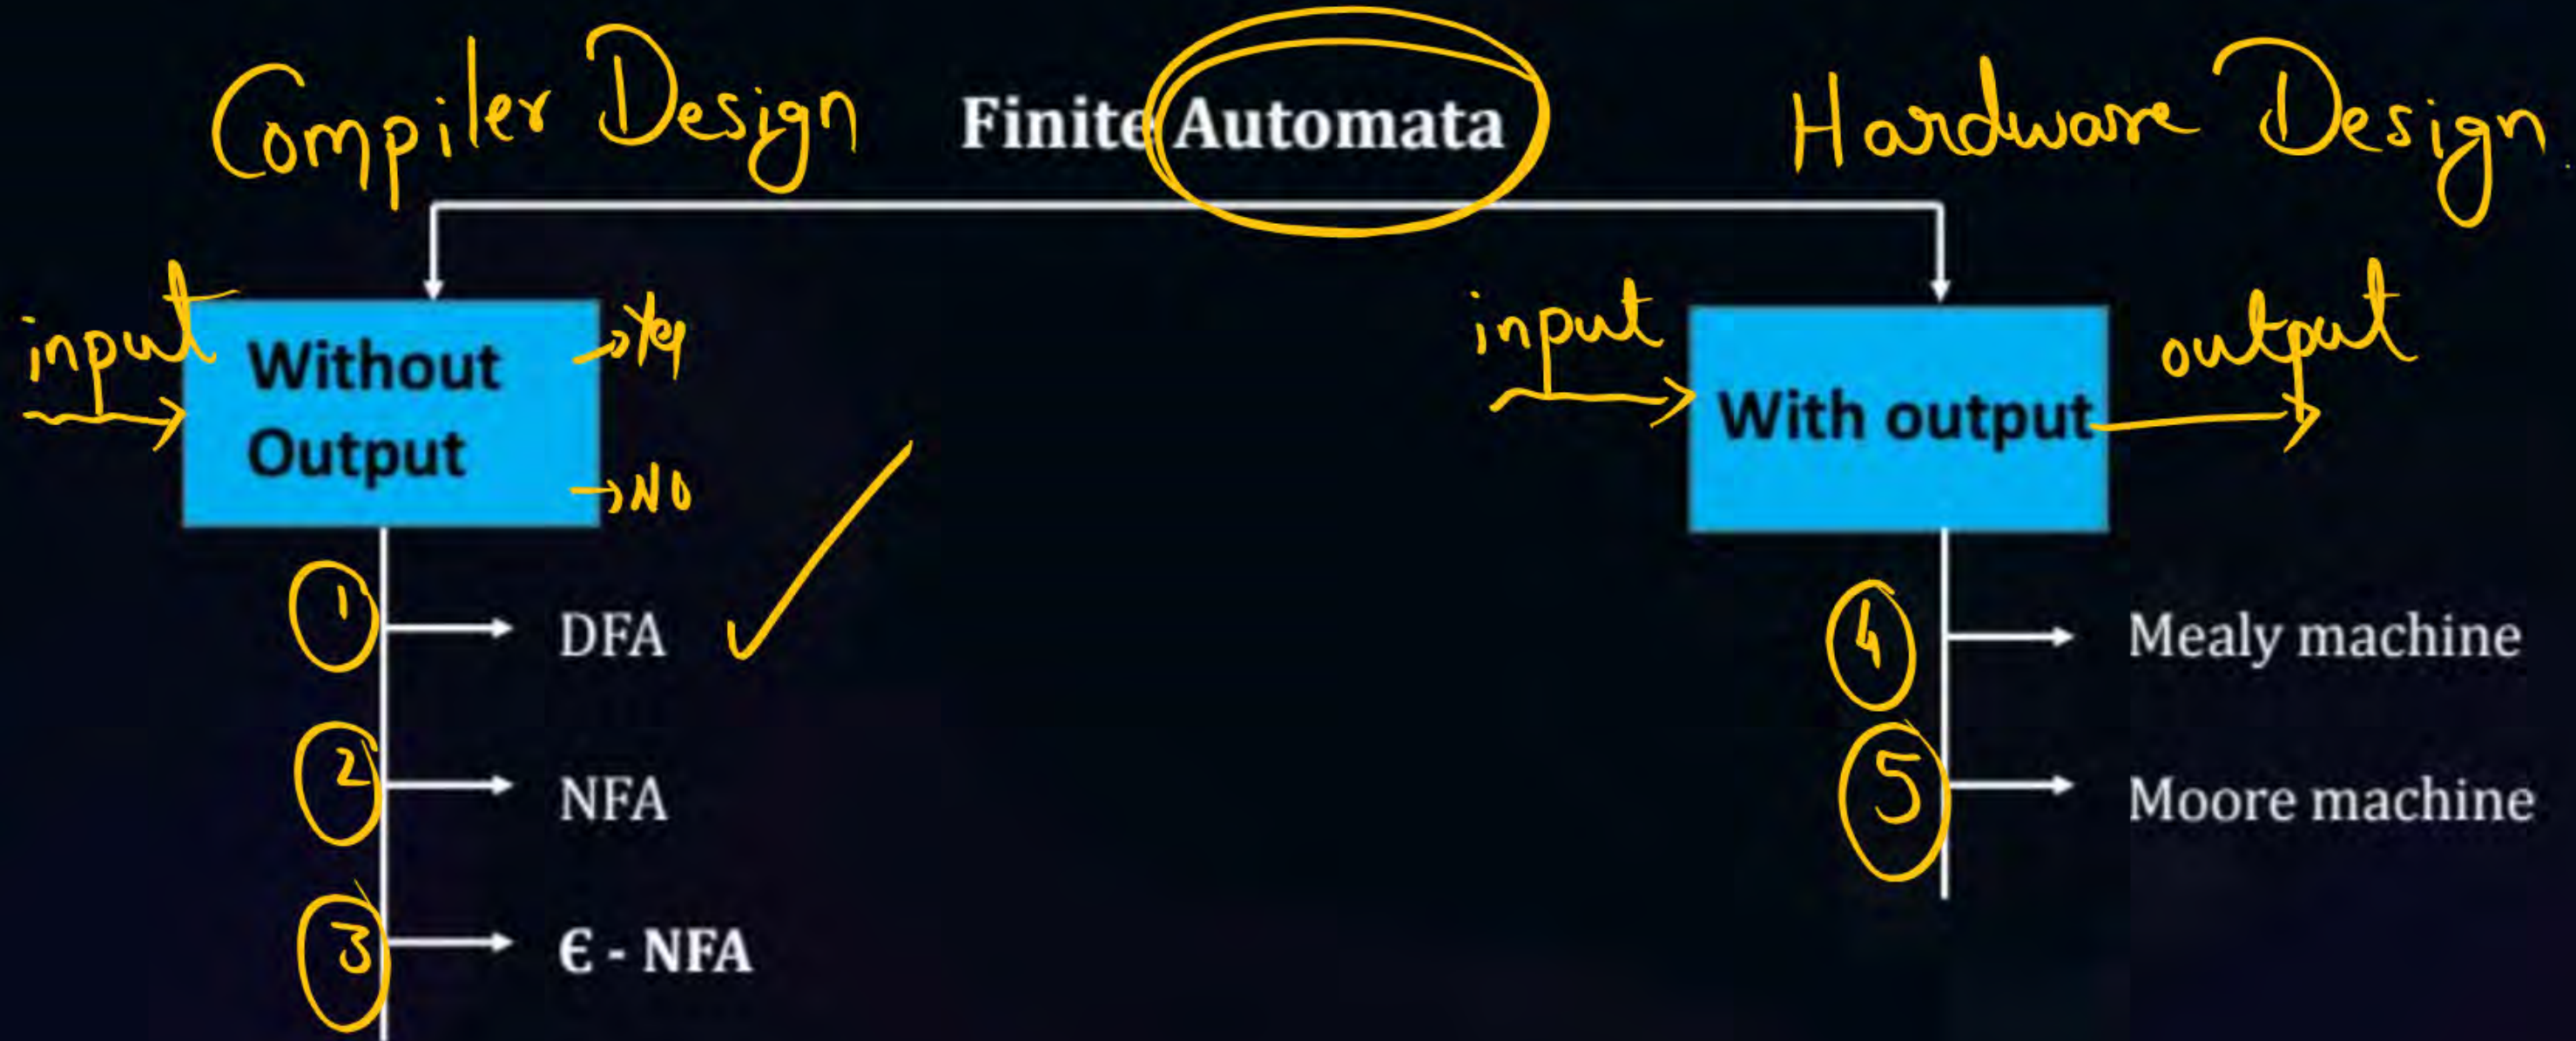 Compiler Design
Finite Automata
Hardware Design
input
Without
Output
→Yes
→NO
input
With output
output
1
DFA
2
NFA
3
Є - NFA
4
Mealy machine
5
Moore machine